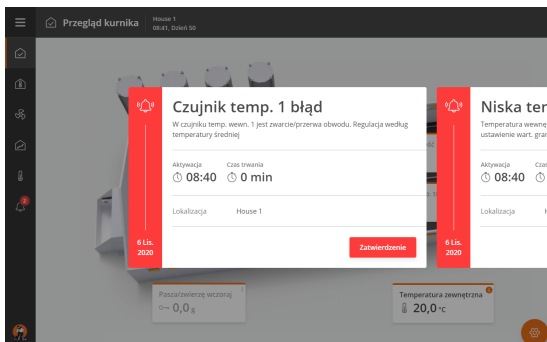 Przegląd kurnika
House 1
08:41, Dzień 50
Czujnik temp. 1 błąd
W czujniku temp. wewn. 1 jest zwarcie/przerwa obwodu. Regulacja według
temperatury średniej
Aktywacja
Czas trwania
08:40
0 min
Lokalizacja
House 1
6 Lis.
2020
Zatwierdzenie
Niska
Temperatura
ustawienie wart.
Aktywacja
08:40
Lokalizacja
6 Lis.
2020
2
Pasza/zwierzę wczoraj
0,0 g
Temperatura zewnętrzna
20,0 °C